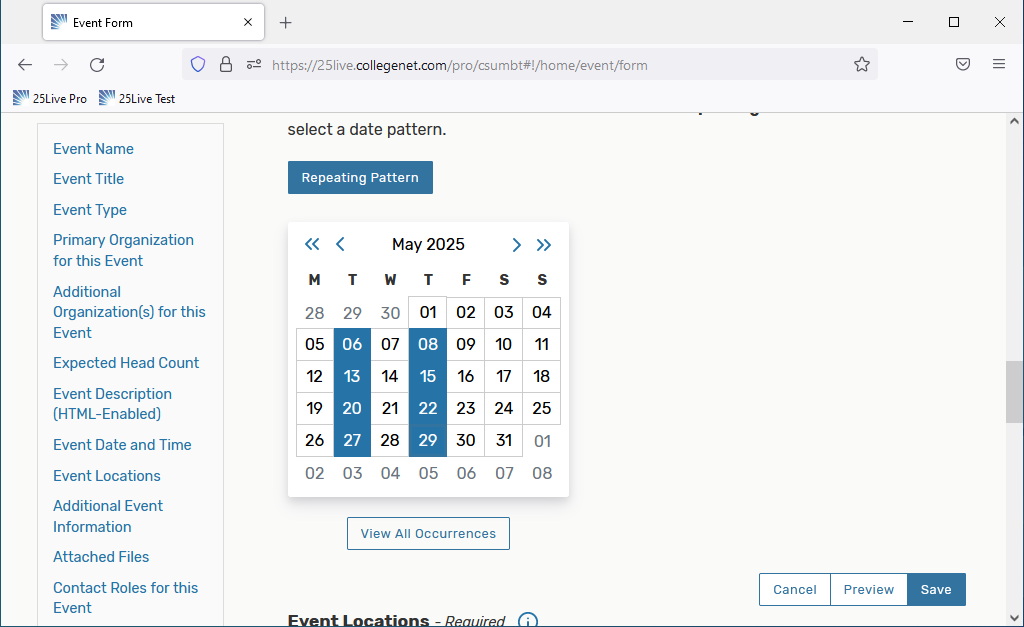 Event Form
https://25live.collegenet.com/pro/csumbt#!/home/event/form
25Live Pro 25Live Test
Event Name
Event Title
Event Type
Primary Organization
for this Event
Additional
Organization(s) for this
Event
Expected Head Count
Event Description
(HTML-Enabled)
Event Date and Time
Event Locations
Additional Event
Information
Attached Files
Contact Roles for this
Event
select a date pattern.
Repeating Pattern
May 2025
M T W T F S S
28 29 30 01 02 03 04
05 06 07 08 09 10 11
12 13 14 15 16 17 18
19 20 21 22 23 24 25
26 27 28 29 30 31 01
02 03 04 05 06 07 08
View All Occurrences
Cancel Preview Save
Event Locations - Required